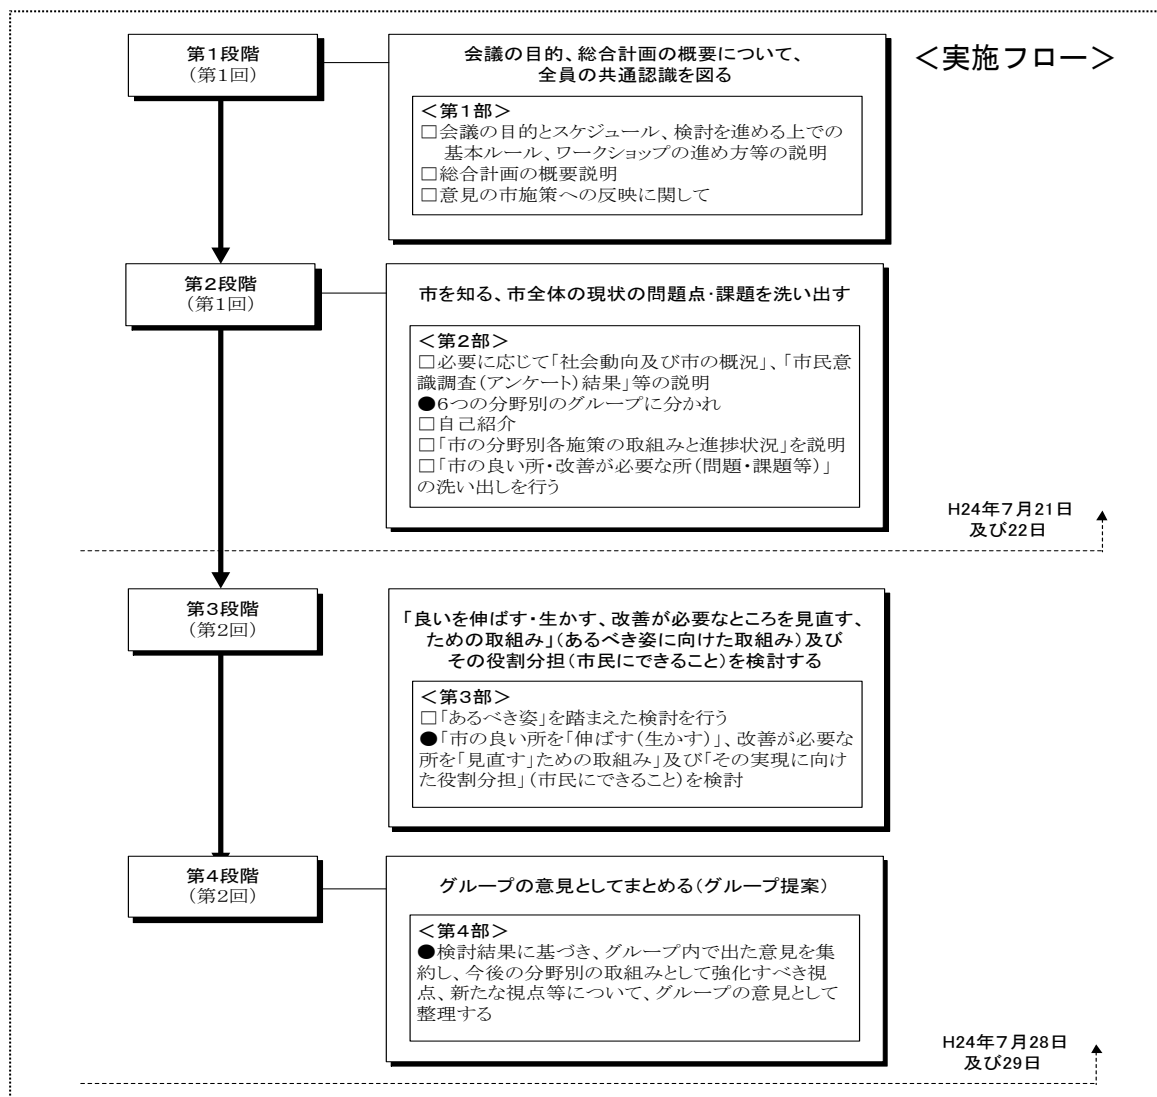 <実施フロー>
第1段階
(第1回)
会議の目的、総合計画の概要について、
全員の共通認識を図る
<第1部>
□会議の目的とスケジュール、検討を進める上での
基本ルール、ワークショップの進め方等の説明
□総合計画の概要説明
□意見の市施策への反映に関して
第2段階
(第1回)
市を知る、市全体の現状の問題点・課題を洗い出す
<第2部>
□必要に応じて「社会動向及び市の概況」、「市民意
識調査(アンケート)結果」等の説明
●6つの分野別のグループに分かれ
□自己紹介
□「市の分野別各施策の取組みと進捗状況」を説明
□「市の良い所・改善が必要な所(問題・課題等)」
の洗い出しを行う
H24年7月21日
及び22日
第3段階
(第2回)
「良いを伸ばす・生かす、改善が必要なところを見直す、
ための取組み」(あるべき姿に向けた取組み)及び
その役割分担(市民にできること)を検討する
<第3部>
□「あるべき姿」を踏まえた検討を行う
●「市の良い所を「伸ばす(生かす)」、改善が必要な
所を「見直す」ための取組み」及び「その実現に向け
た役割分担」(市民にできること)を検討
第4段階
(第2回)
グループの意見としてまとめる(グループ提案)
<第4部>
●検討結果に基づき、グループ内で出た意見を集
約し、今後の分野別の取組みとして強化すべき視
点、新たな視点等について、グループの意見として
整理する
H24年7月28日
及び29日